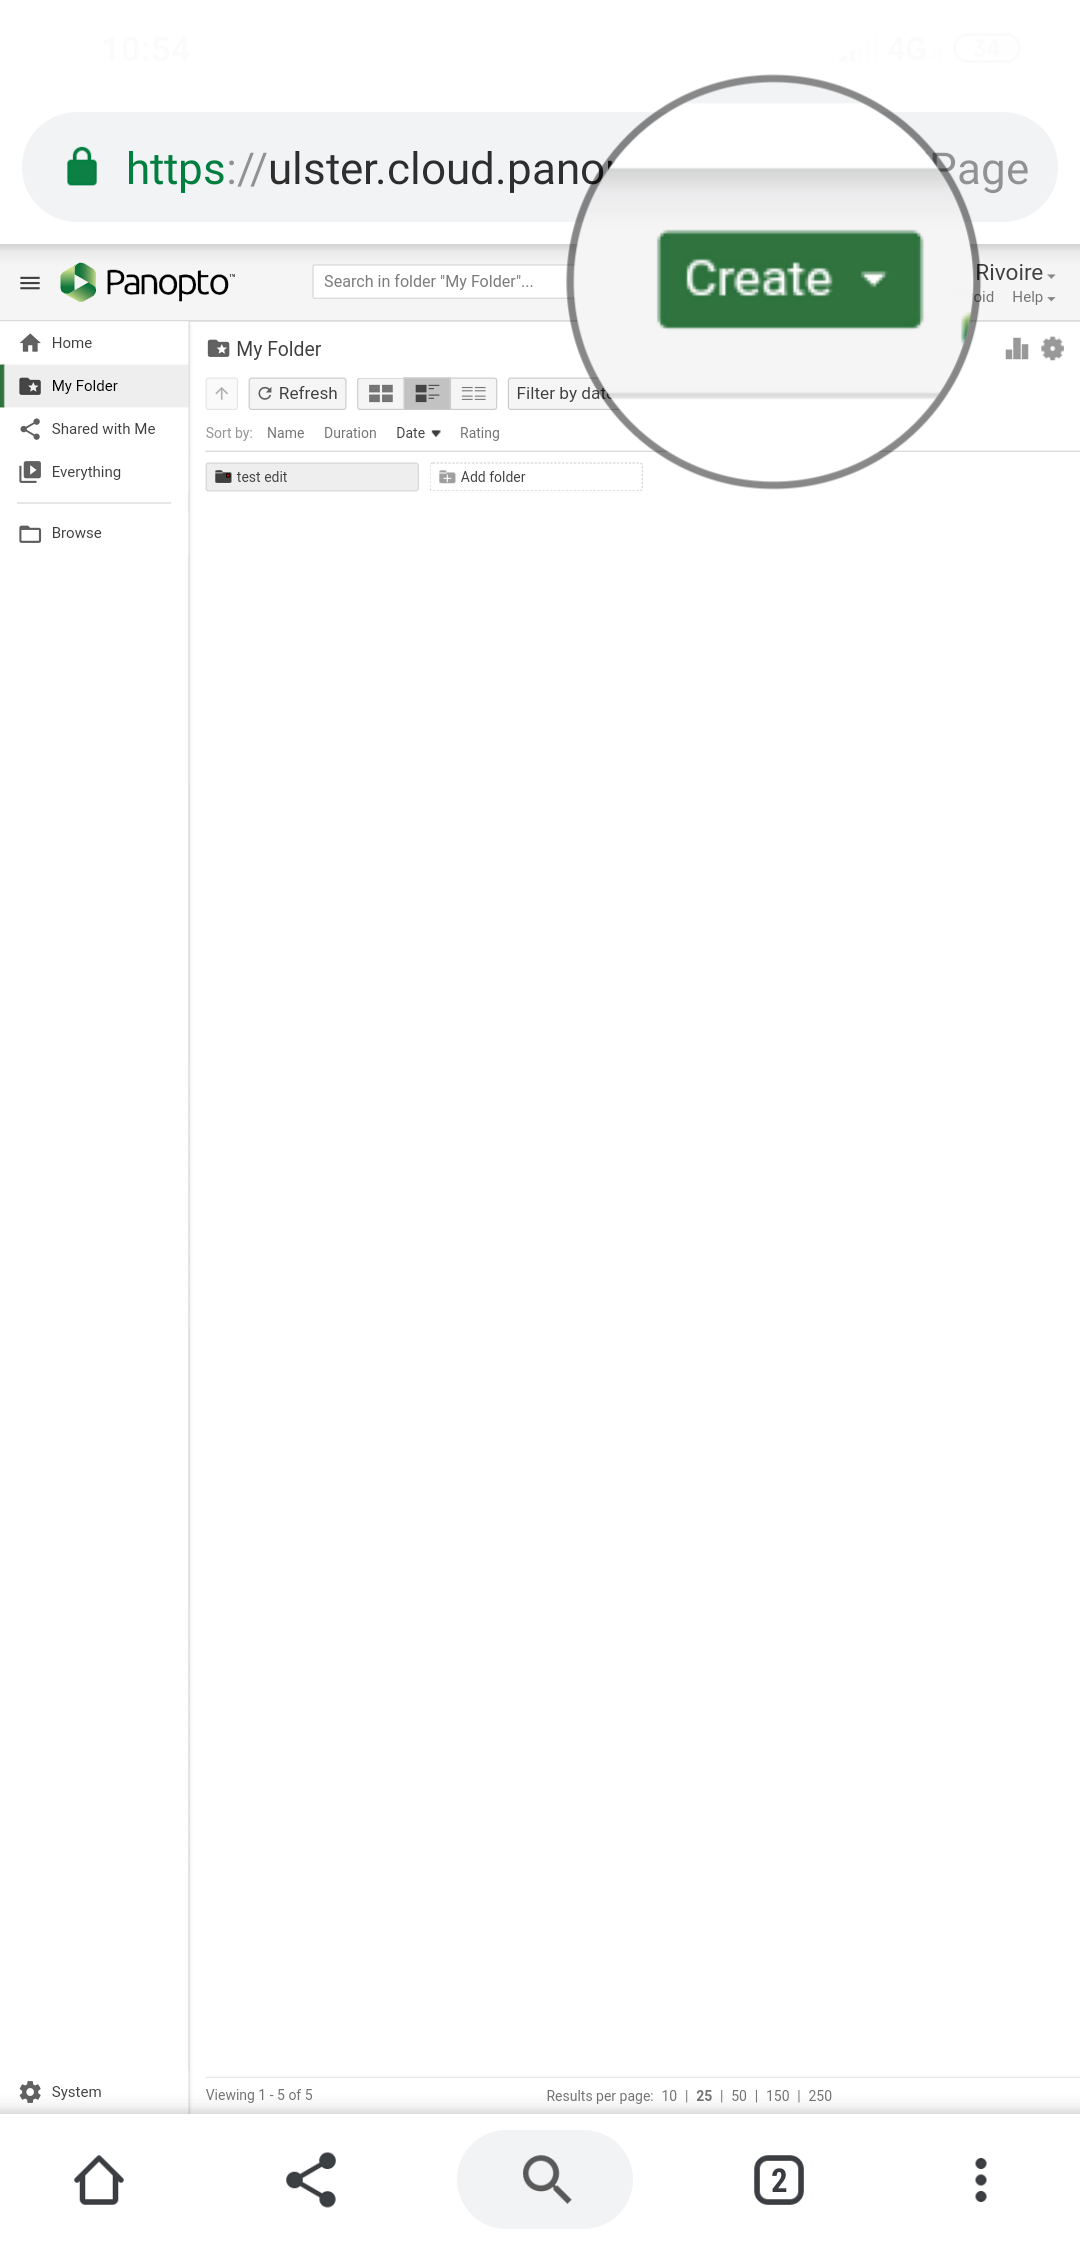 10:54
4G
34
https://ulster.cloud.pano
Page
Panopto™
Search in folder "My Folder"...
Create
Rivoire
oid
Help
Home
My Folder
Shared with Me
Everything
Browse
My Folder
Refresh
Filter by date
Sort by: Name Duration Date Rating
test edit
Add folder
System
Viewing 1 - 5 of 5
Results per page: 10 | 25 | 50 | 150 | 250
2